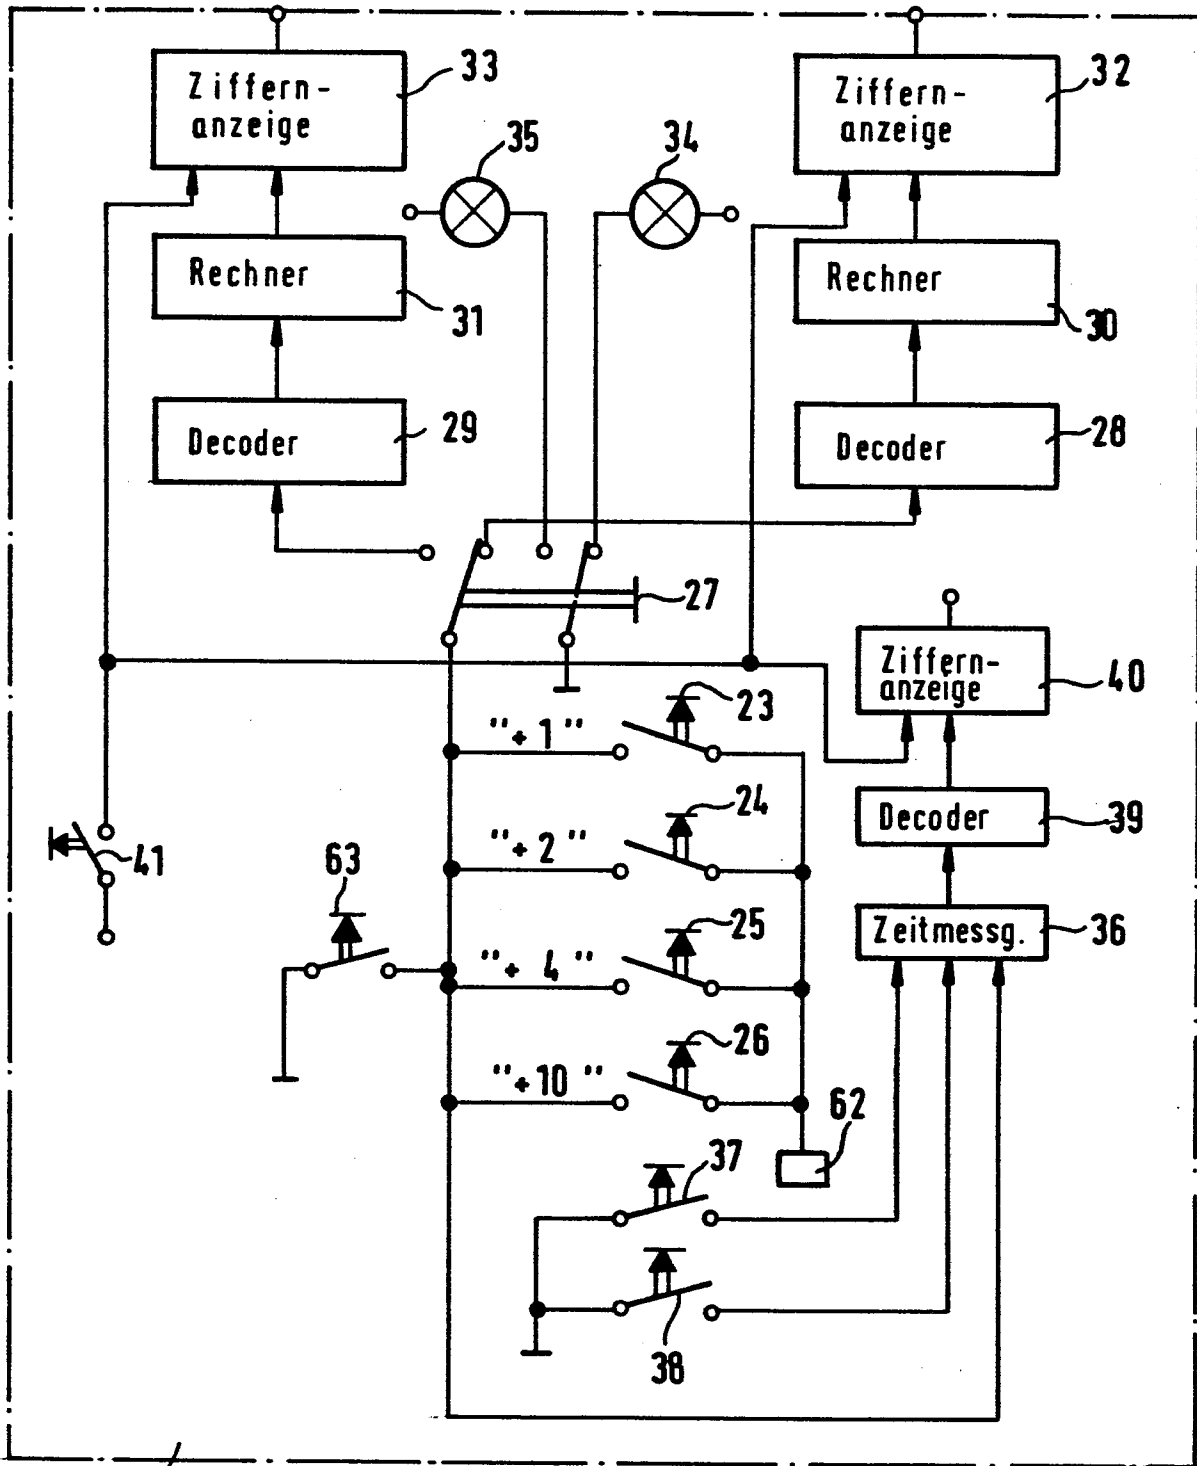 Ziffern-
anzeige
33
Ziffern-
anzeige
32
35
34
Rechner
31
Rechner
30
Decoder
29
Decoder
28
27
Ziffern-
anzeige
40
"+1"
23
"+2"
24
Decoder
39
41
63
"+ 4"
25
Zeitmessg.
36
"+10"
26
62
37
38